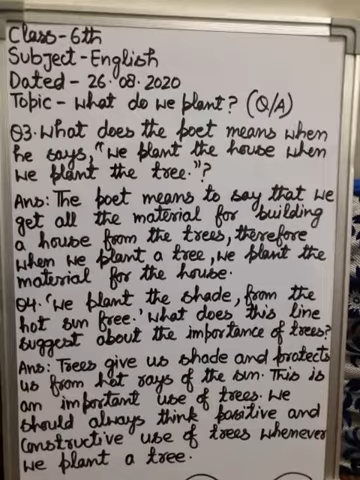 Class-6th
Subject-English
Dated - 26.08.2020
Topic - What do we plant? (Q/A)
Q3. What does the poet means when
he says, "we plant the house when
we plant the tree."?
Ans: The poet means to say that we
get all the material for building
a house from the trees, therefore
when we plant a tree, we plant the
material for the house.
Q4. 'We plant the shade, from the
hot sun free.' What does this line
suggest about the importance of trees?
Ans: Trees give us shade and protects
us from hot rays of the sun. This is
an important use of trees. We
should always think positive and
constructive use of trees whenever
we plant a tree.